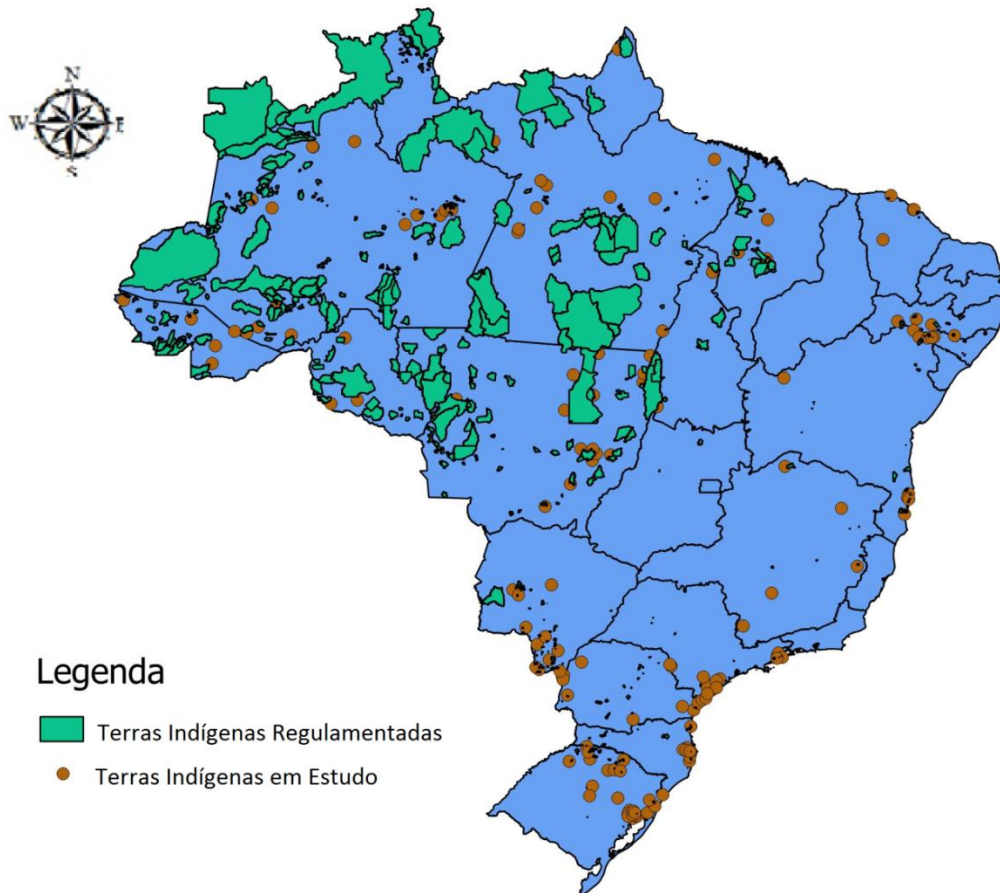 N
W E
S
Legenda
Terras Indígenas Regulamentadas
Terras Indígenas em Estudo